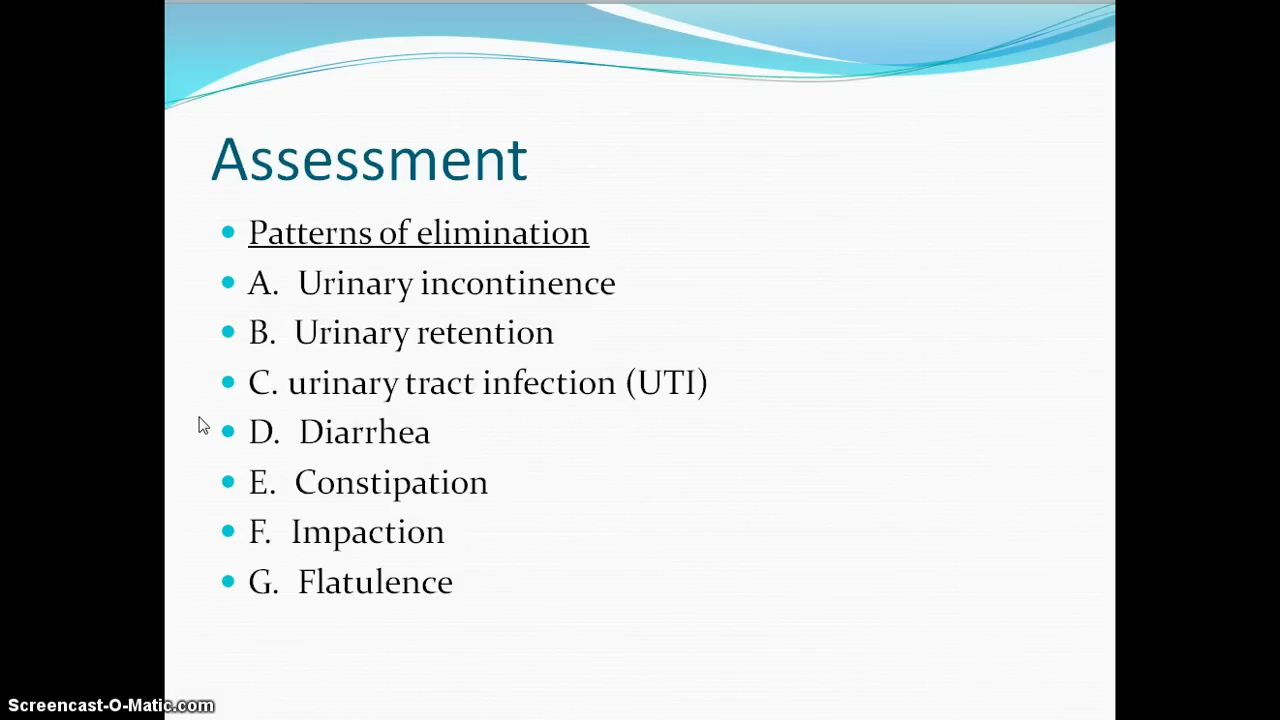 Assessment
Patterns of elimination
A. Urinary incontinence
B. Urinary retention
C. urinary tract infection (UTI)
D. Diarrhea
E. Constipation
F. Impaction
G. Flatulence
Screencast-O-Matic.com